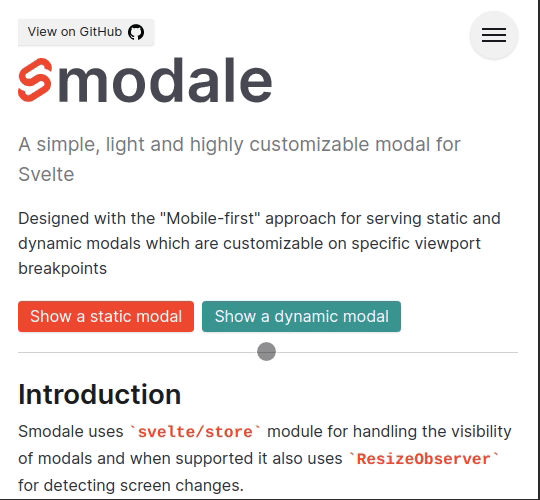 View on GitHub
Smodale
A simple, light and highly customizable modal for
Svelte
Designed with the "Mobile-first" approach for serving static and
dynamic modals which are customizable on specific viewport
breakpoints
Show a static modal Show a dynamic modal
Introduction
Smodale uses `svelte/store` module for handling the visibility
of modals and when supported it also uses `ResizeObserver`
for detecting screen changes.